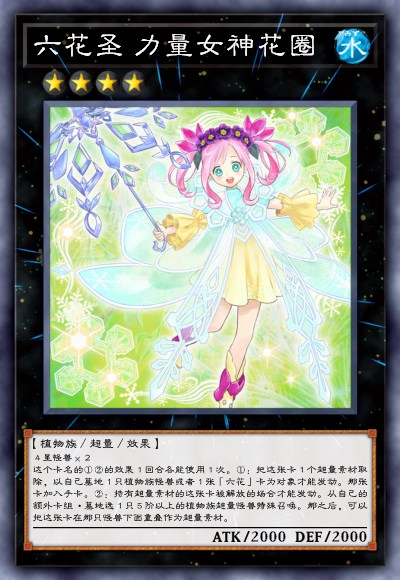 六花圣 力量女神花圈
水
【植物族／超量／效果】
4星怪兽×2
这个卡名的①②的效果1回合各能使用1次。①：把这张卡1个超量素材取
除，以自己墓地1只植物族怪兽或者1张「六花」卡为对象才能发动。那张
卡加入手卡。②：持有超量素材的这张卡被解放的场合才能发动。从自己的
额外卡组·墓地选1只5阶以上的植物族超量怪兽特殊召唤。那之后，可以
把这张卡在那只怪兽下面重叠作为超量素材。
ATK/2000 DEF/2000